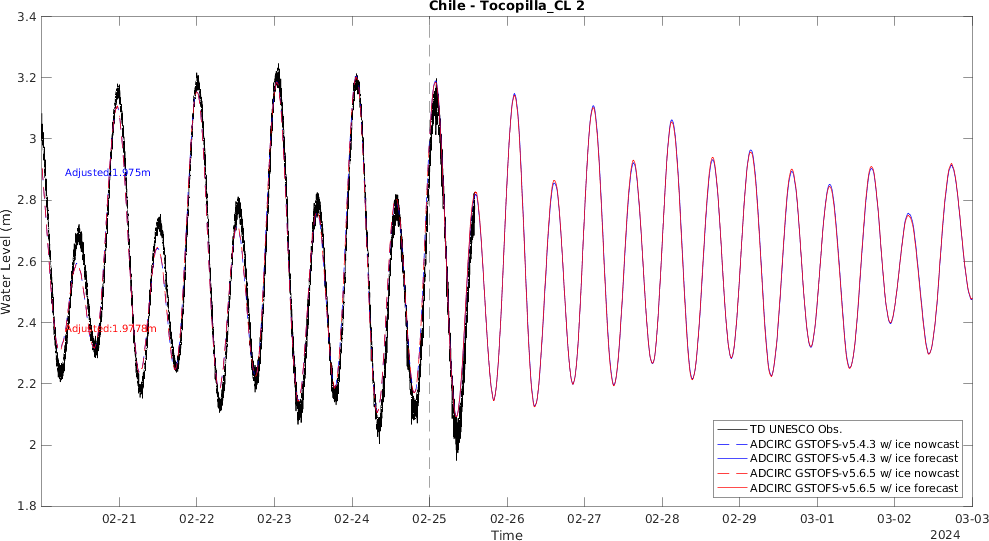 Chile - Tocopilla_CL 2
3.4
3.2
3
2.8
2.6
2.4
2.2
2
1.8
Water Level (m)
Adjusted:1.975m
Adjusted:1.9778m
TD UNESCO Obs.
ADCIRC GSTOFS-v5.4.3 w/ ice nowcast
ADCIRC GSTOFS-v5.4.3 w/ ice forecast
ADCIRC GSTOFS-v5.6.5 w/ ice nowcast
ADCIRC GSTOFS-v5.6.5 w/ ice forecast
02-21 02-22 02-23 02-24 02-25 02-26 02-27 02-28 02-29 03-01 03-02 03-03
Time
2024